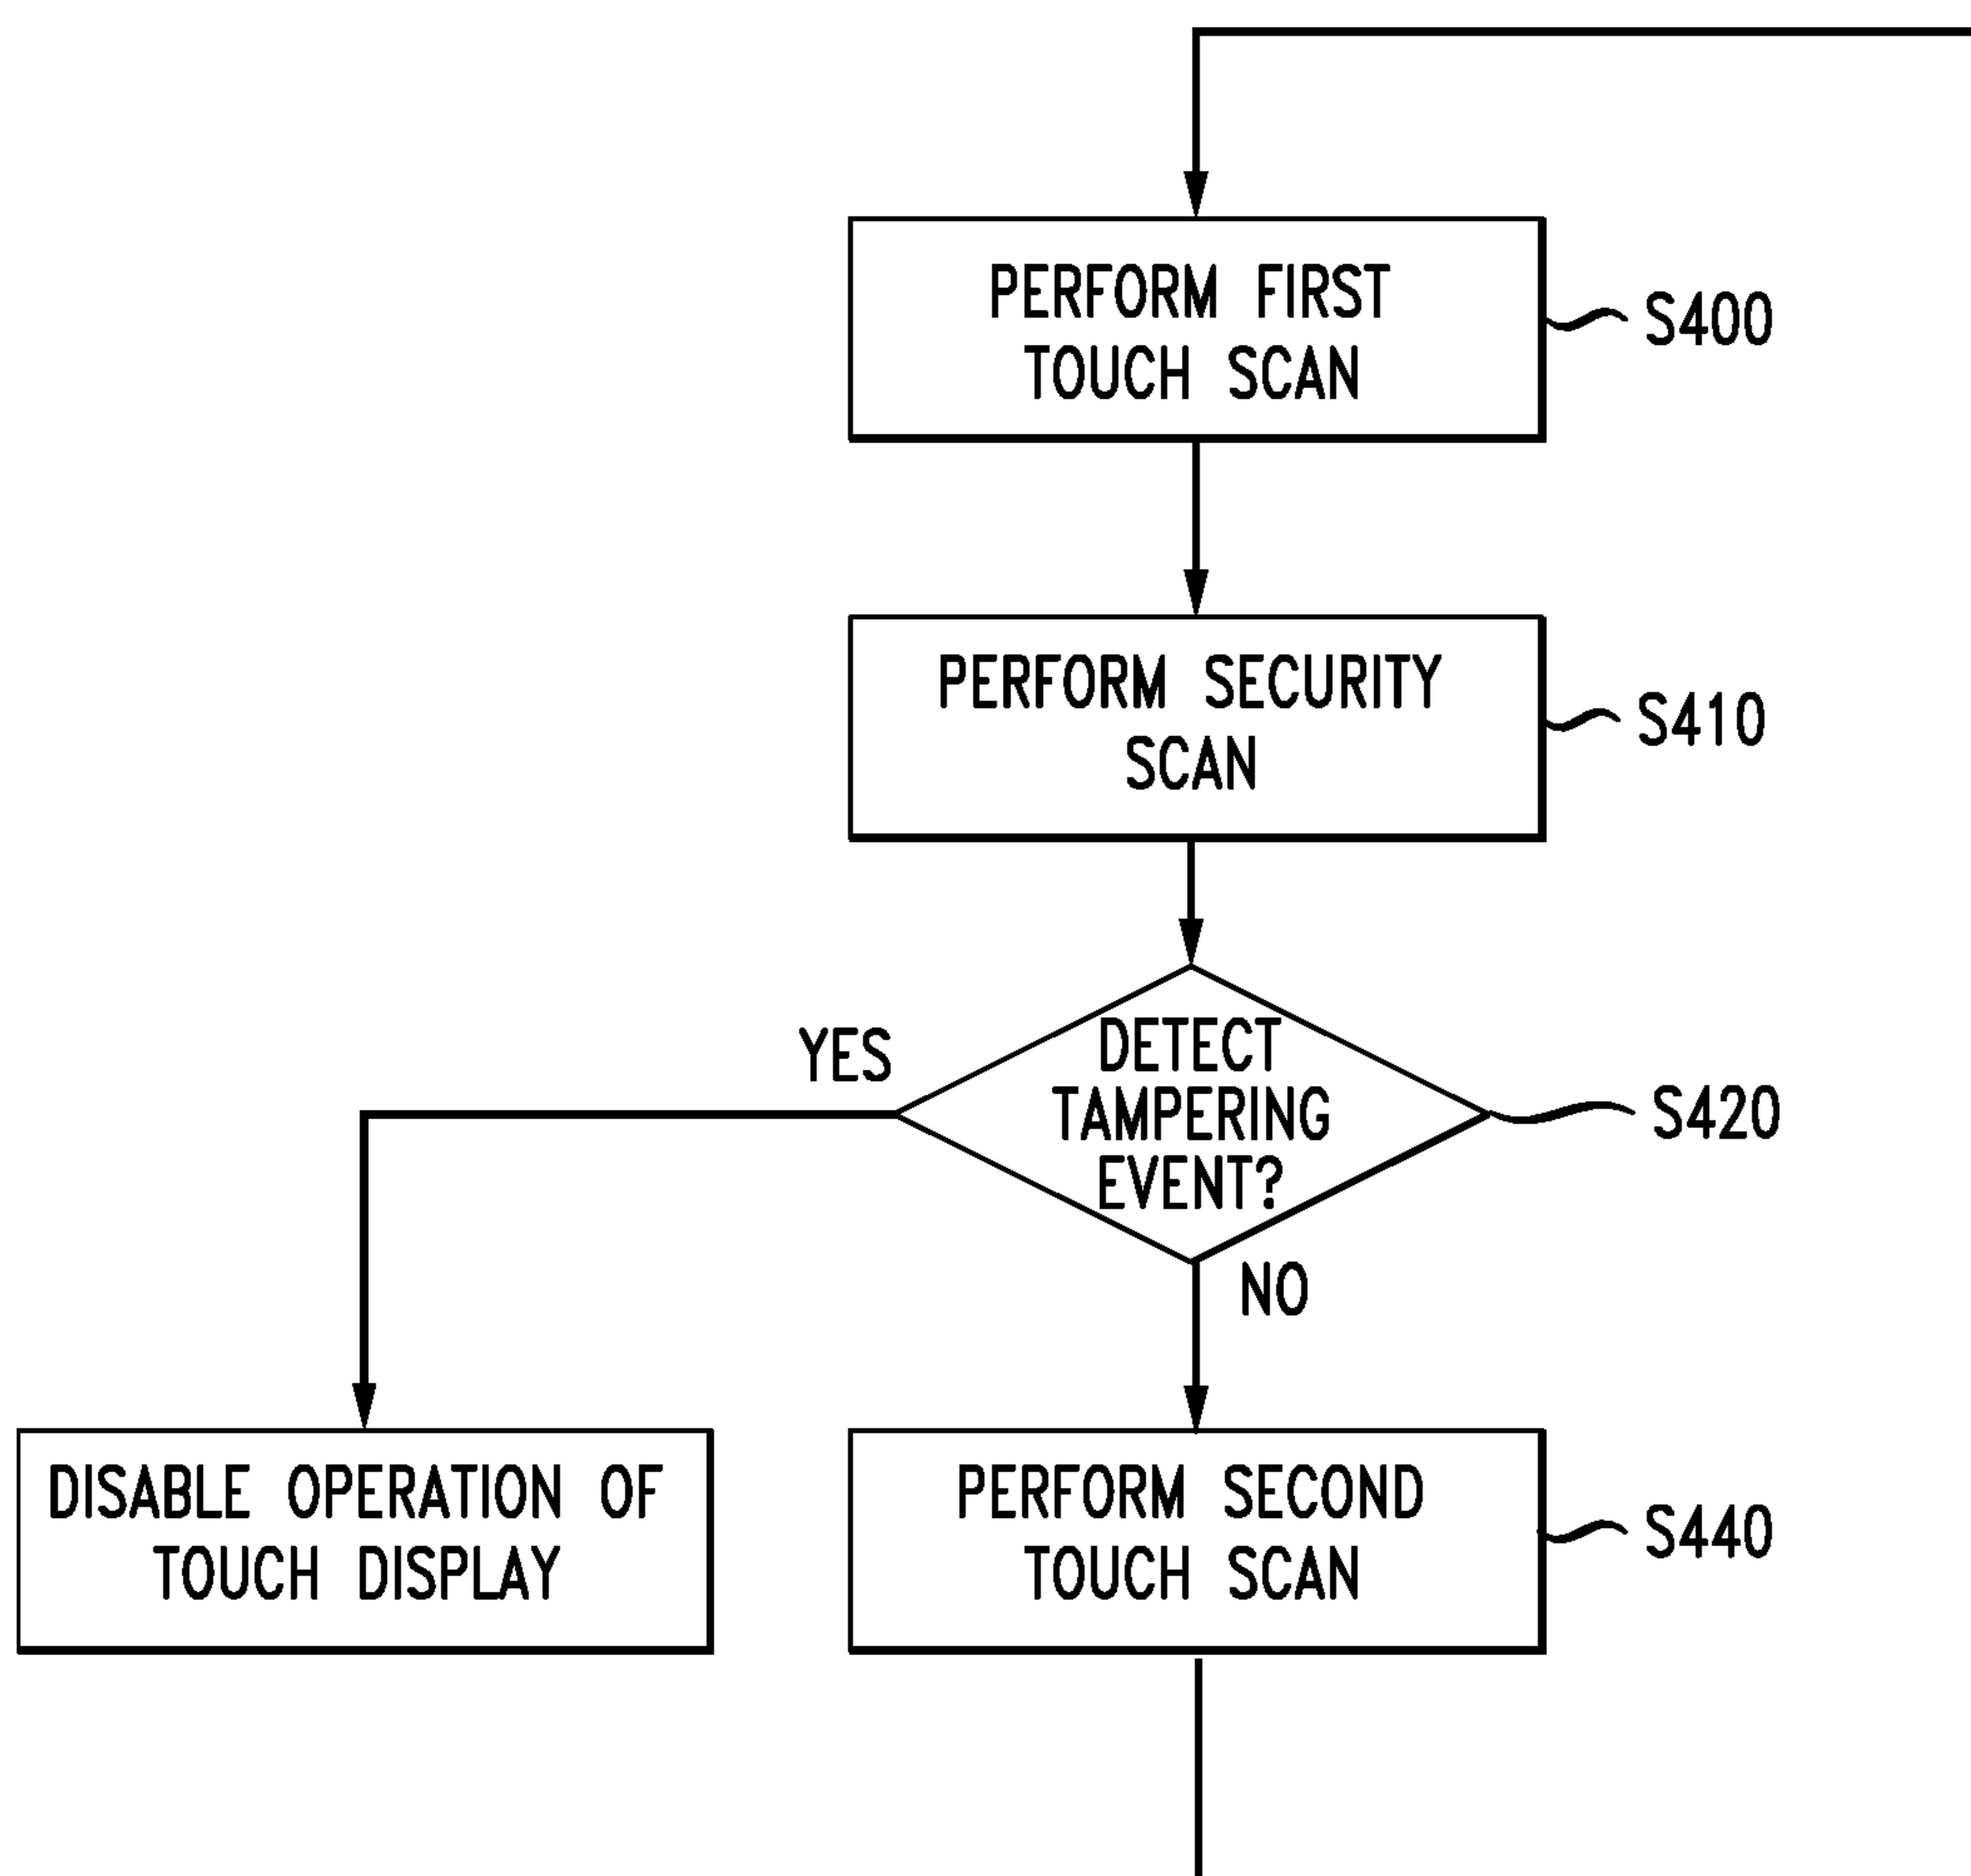 PERFORM FIRST
TOUCH SCAN
S400
PERFORM SECURITY
SCAN
S410
DETECT
TAMPERING
EVENT?
S420
YES
NO
DISABLE OPERATION OF
TOUCH DISPLAY
PERFORM SECOND
TOUCH SCAN
S440